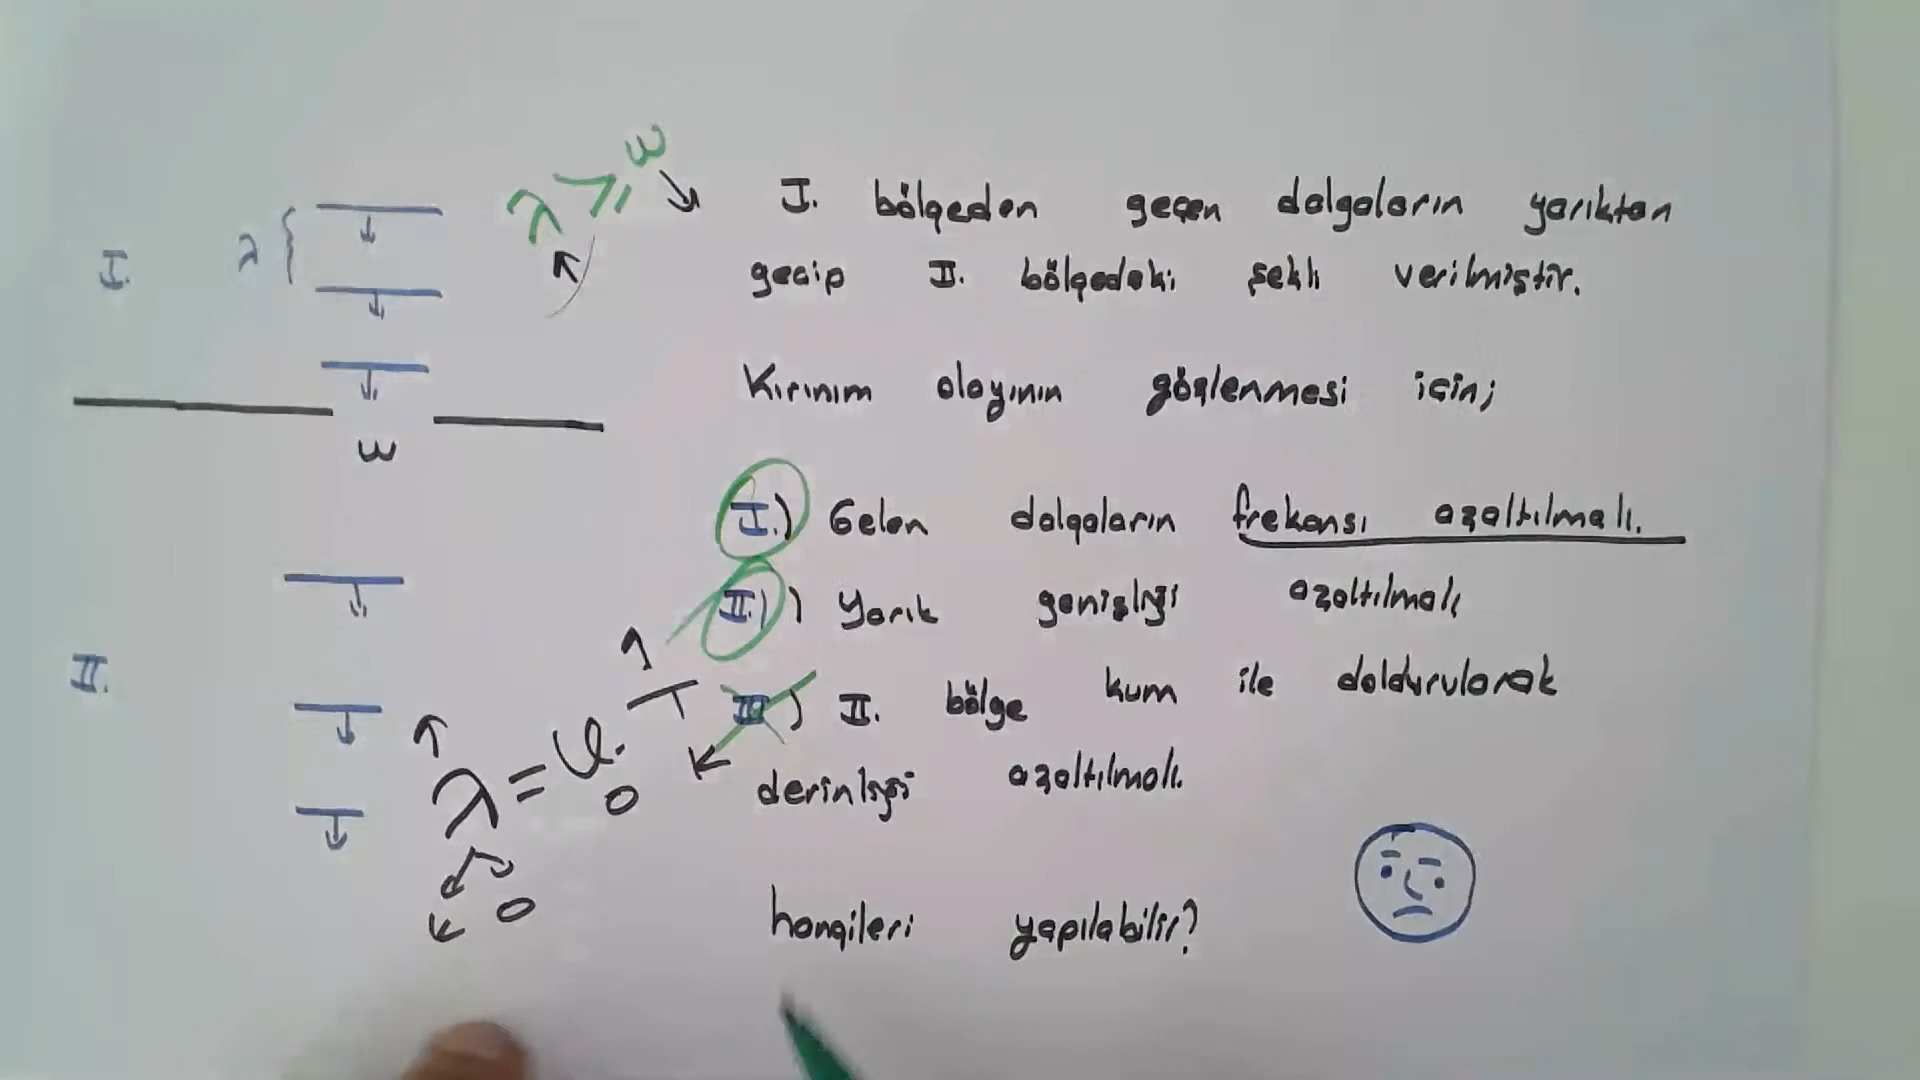 λ ⩾ w
I. bölgeden geçen dalgaların yarıktan
geçip II. bölgedeki şekli verilmiştir.
I. λ
Kırınım olayının gözlenmesi için;
w
I.) Gelen dalgaların frekansı azaltılmalı.
II.) Yarık genişliği azaltılmalı
II.
III) II. bölge kum ile doldurularak
derinliği azaltılmalı.
λ = V. T
hangileri yapılabilir?